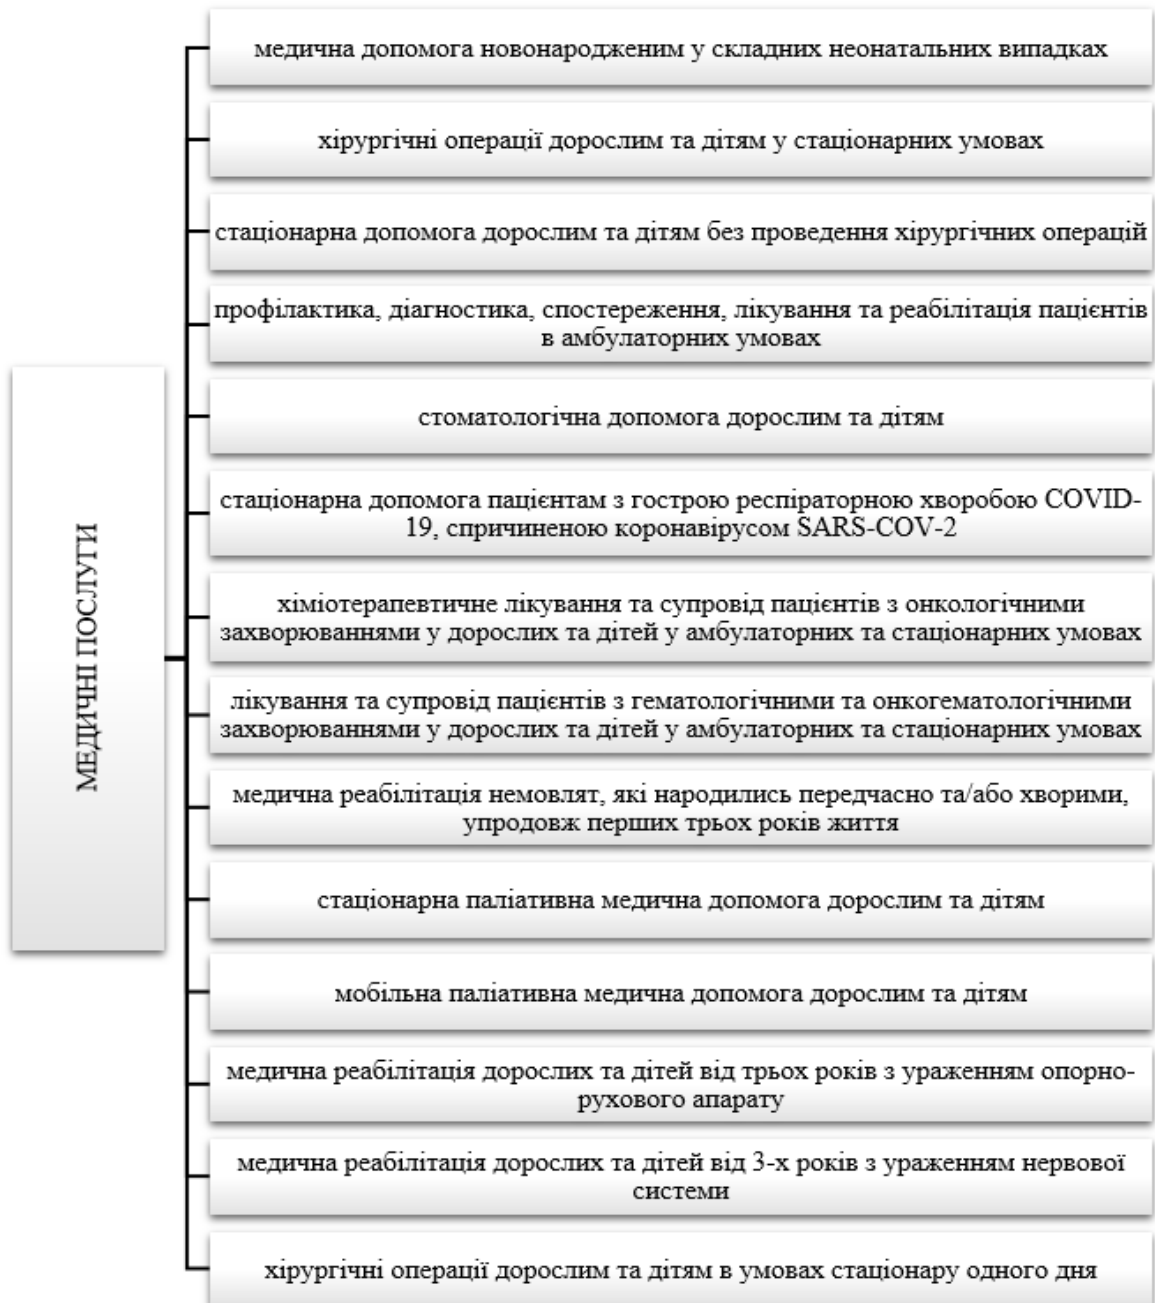 МЕДИЧНІ ПОСЛУГИ
медична допомога новонародженим у складних неонатальних випадках
хірургічні операції дорослим та дітям у стаціонарних умовах
стаціонарна допомога дорослим та дітям без проведення хірургічних операцій
профілактика, діагностика, спостереження, лікування та реабілітація пацієнтів
в амбулаторних умовах
стоматологічна допомога дорослим та дітям
стаціонарна допомога пацієнтам з гострою респіраторною хворобою COVID-
19, спричиненою коронавірусом SARS-COV-2
хіміотерапевтичне лікування та супровід пацієнтів з онкологічними
захворюваннями у дорослих та дітей у амбулаторних та стаціонарних умовах
лікування та супровід пацієнтів з гематологічними та онкогематологічними
захворюваннями у дорослих та дітей у амбулаторних та стаціонарних умовах
медична реабілітація немовлят, які народились передчасно та/або хворими,
упродовж перших трьох років життя
стаціонарна паліативна медична допомога дорослим та дітям
мобільна паліативна медична допомога дорослим та дітям
медична реабілітація дорослих та дітей від трьох років з ураженням опорно-
рухового апарату
медична реабілітація дорослих та дітей від 3-х років з ураженням нервової
системи
хірургічні операції дорослим та дітям в умовах стаціонару одного дня